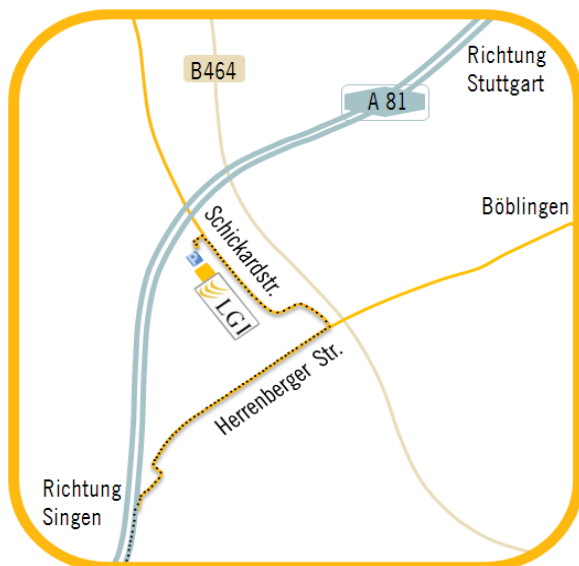 Richtung
Stuttgart
B464
A 81
Böblingen
Schickardstr.
LGI
Herrenberger Str.
Richtung
Singen